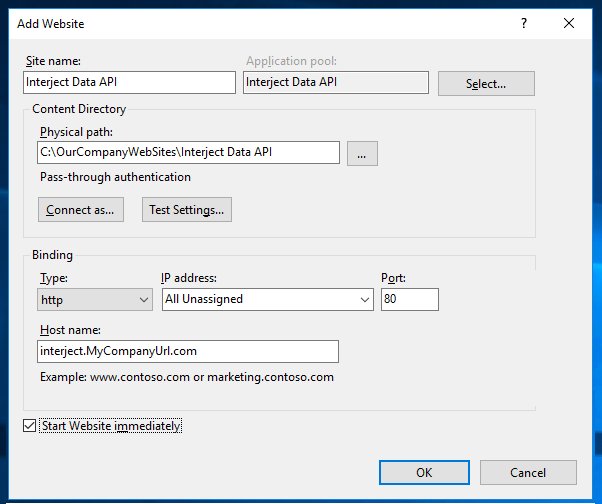 Add Website ?
Site name: Application pool:
Interject Data API Interject Data API Select...
Content Directory
Physical path:
C:\OurCompanyWebSites\Interject Data API ...
Pass-through authentication
Connect as... Test Settings...
Binding
Type: IP address: Port:
http All Unassigned 80
Host name:
interject.MyCompanyUrl.com
Example: www.contoso.com or marketing.contoso.com
Start Website immediately
OK Cancel